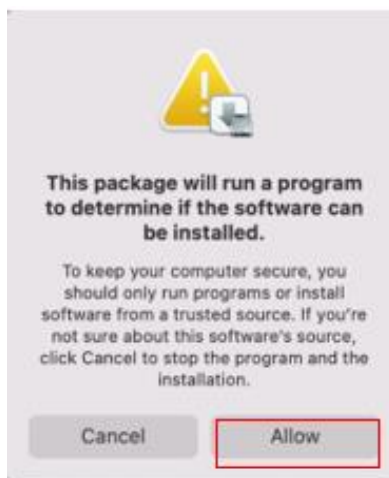 This package will run a program
to determine if the software can
be installed.
To keep your computer secure, you
should only run programs or install
software from a trusted source. If you're
not sure about this software's source,
click Cancel to stop the program and the
installation.
Cancel
Allow